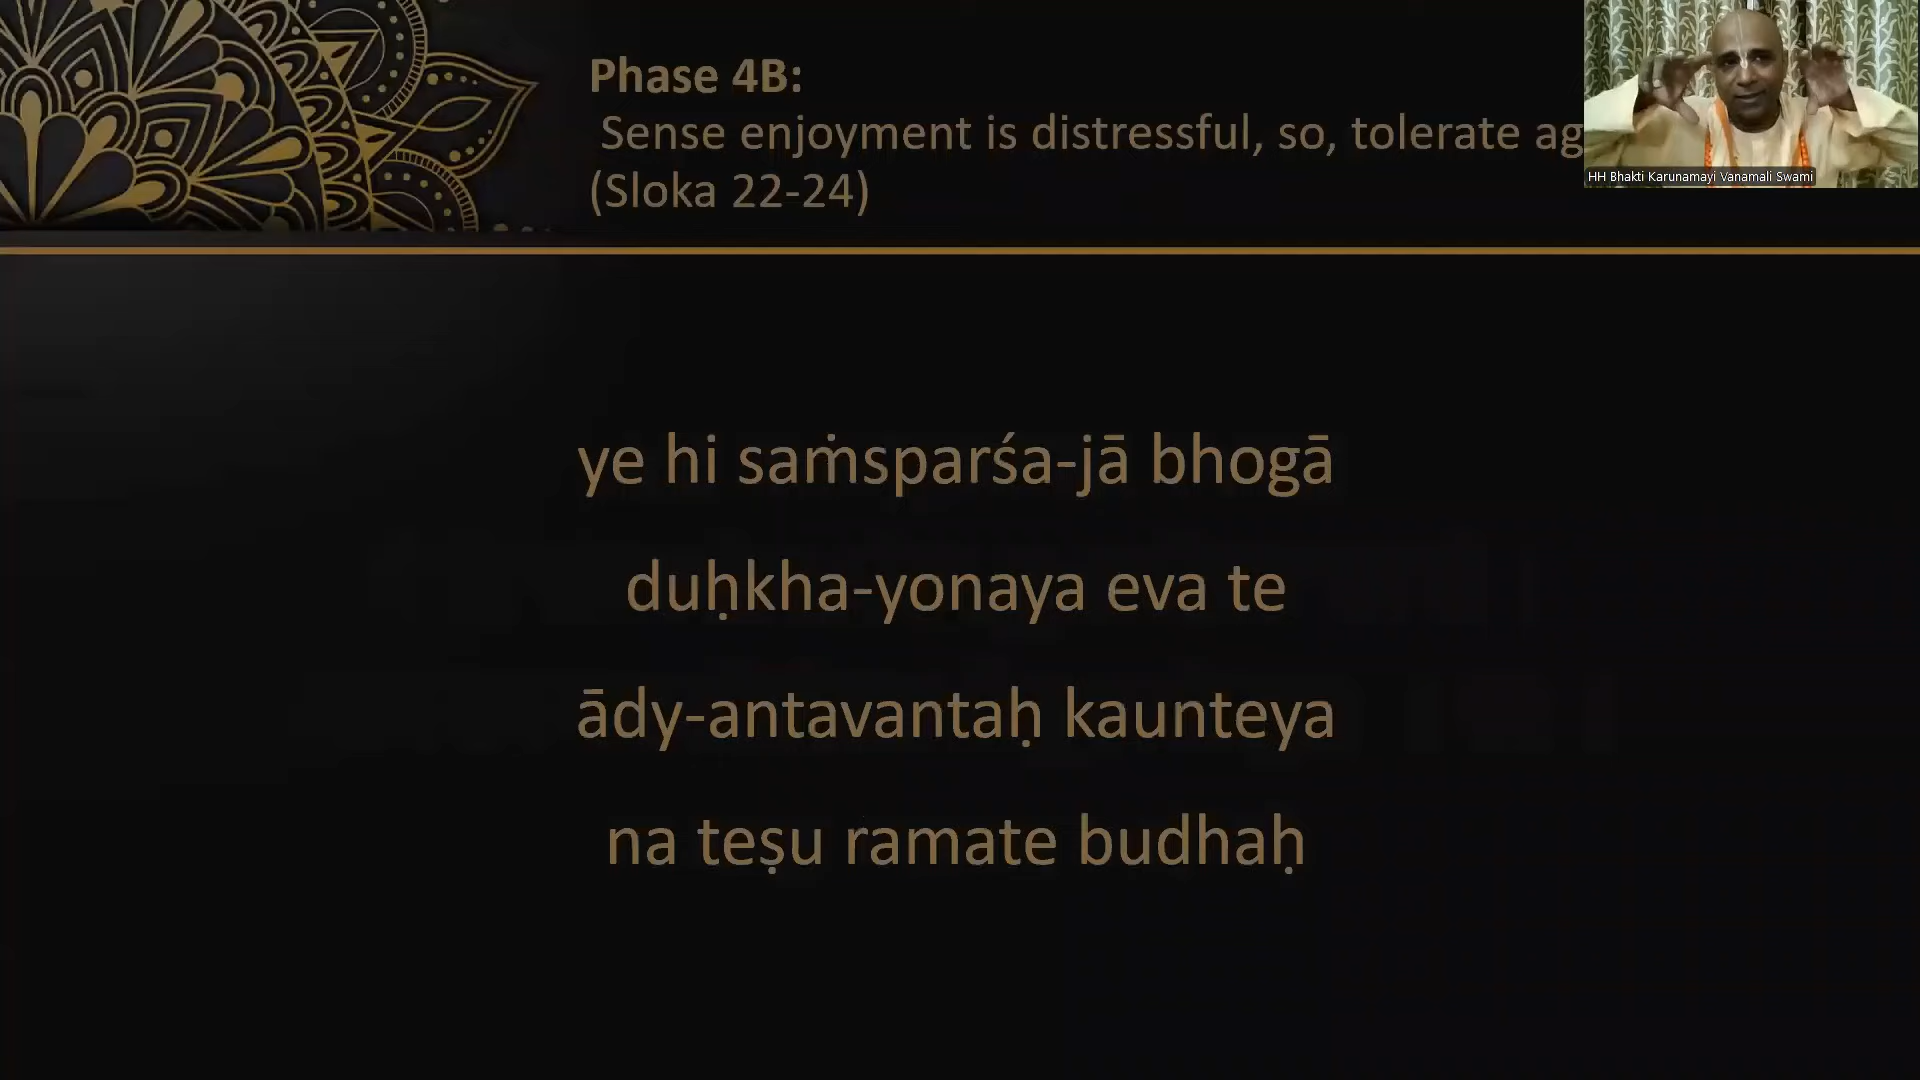 Phase 4B:
Sense enjoyment is distressful, so, tolerate
(Sloka 22-24)
HH Bhakti Karunamayi Vanamali Swami
ye hi saṁsparśa-jā bhogā
duḥkha-yonaya eva te
ādy-antavantaḥ kaunteya
na teṣu ramate budhaḥ